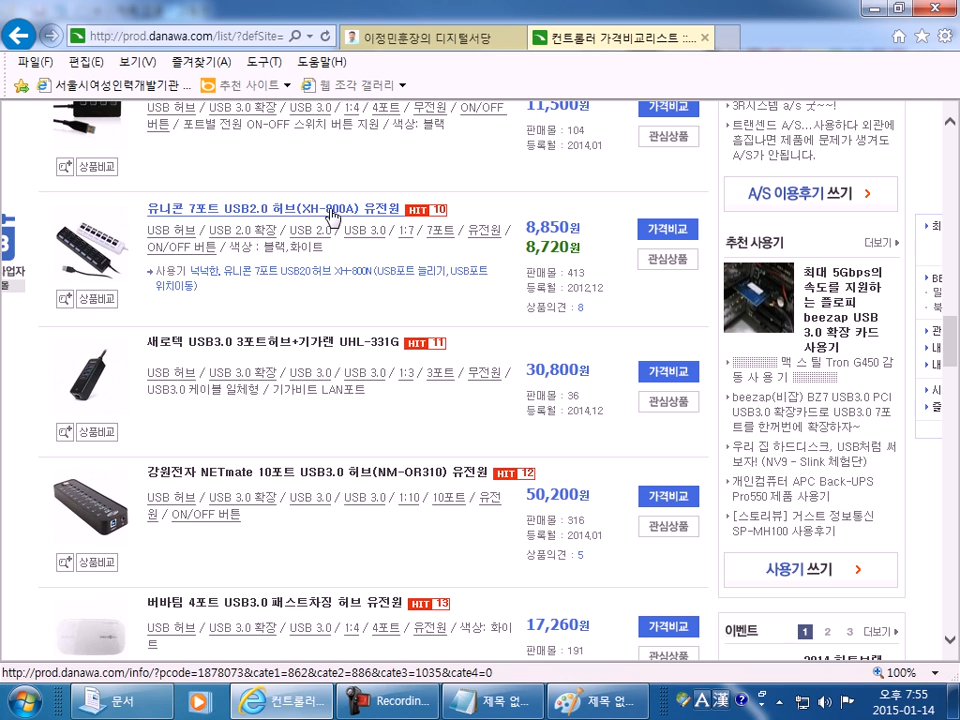 http://prod.danawa.com/list/?defSite=
이정민훈장의 디지털서당
컨트롤러 가격비교리스트 ::...
파일(F) 편집(E) 보기(V) 즐겨찾기(A) 도구(T) 도움말(H)
서울시여성인력개발기관 ...
추천 사이트
웹 조각 갤러리
USB 허브 / USB 3.0 확장 / USB 3.0 / 1:4 / 4포트 / 무전원 / ON/OFF
버튼 / 포트별 전원 ON-OFF 스위치 버튼 지원 / 색상: 블랙
11,500원
판매몰 : 104
등록월 : 2014,01
가격비교
관심상품
상품비교
유니콘 7포트 USB2.0 허브(XH-800A) 유전원 HIT 10
USB 허브 / USB 2.0 확장 / USB 2.0 / USB 3.0 / 1:7 / 7포트 / 유전원 /
ON/OFF 버튼 / 색상 : 블랙,화이트
사용기 넉넉한, 유니콘 7포트 USB20허브 XH-800N (USB포트 늘리기, USB포트
위치이동)
8,850원
8,720원
판매몰 : 413
등록월 : 2012,12
상품의견 : 8
가격비교
관심상품
상품비교
새로텍 USB3.0 3포트허브+기가랜 UHL-331G HIT 11
USB 허브 / USB 3.0 확장 / USB 3.0 / USB 3.0 / 1:3 / 3포트 / 무전원 /
USB3.0 케이블 일체형 / 기가비트 LAN포트
30,800원
판매몰 : 36
등록월 : 2014,12
가격비교
관심상품
상품비교
강원전자 NETmate 10포트 USB3.0 허브(NM-OR310) 유전원 HIT 12
USB 허브 / USB 3.0 확장 / USB 3.0 / USB 3.0 / 1:10 / 10포트 / 유전
원 / ON/OFF 버튼
50,200원
판매몰 : 316
등록월 : 2014,01
상품의견 : 5
가격비교
관심상품
상품비교
버바팀 4포트 USB3.0 패스트차징 허브 유전원 HIT 13
USB 허브 / USB 3.0 확장 / USB 3.0 / 1:4 / 4포트 / 유전원 / 색상: 화이
트
17,260원
판매몰 : 191
가격비교
관심상품
3R시스템 a/s 굿~~!
트랜센드 A/S...사용하다 외관에
흠집나면 제품에 문제가 생겨도
A/S가 안됩니다.
A/S 이용후기 쓰기
추천 사용기 더보기
최대 5Gbps의
속도를 지원하
는 플로피
beezap USB
3.0 확장 카드
사용기
맥 스 틸 Tron G450 감
동 사 용 기
beezap(비잡) BZ7 USB3.0 PCI
USB3.0 확장카드로 USB3.0 7포
트를 한꺼번에 확장하자~
우리 집 하드디스크, USB처럼 써
보자! (NV9 - Slink 체험단)
개인컴퓨터 APC Back-UPS
Pro550 제품 사용기
[스토리뷰] 거스트 정보통신
SP-MH100 사용후기
사용기 쓰기
이벤트 1 2 3 더보기
http://prod.danawa.com/info/?pcode=1878073&cate1=862&cate2=886&cate3=1035&cate4=0
100%
문서
컨트롤러...
Recordin...
제목 없...
제목 없...
A 漢
오후 7:55
2015-01-14